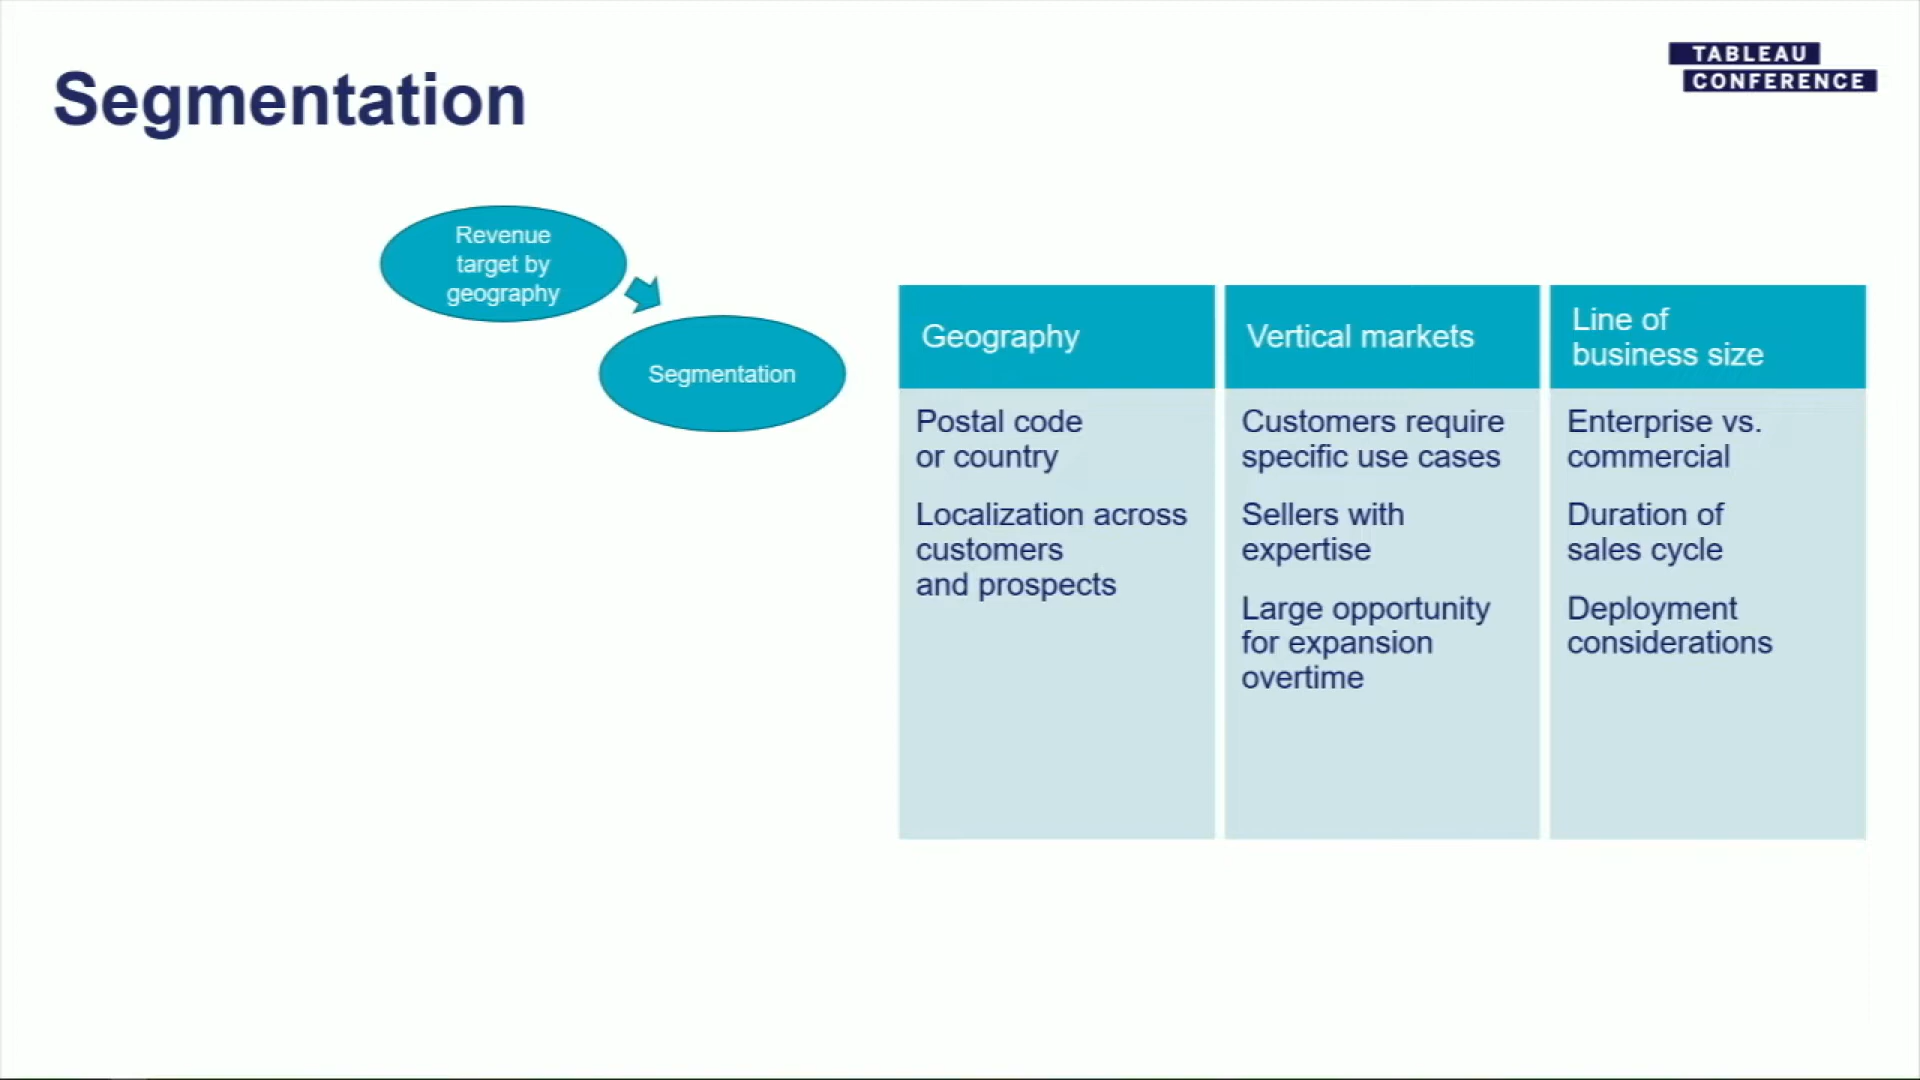 Segmentation
TABLEAU
CONFERENCE
Revenue
target by
geography
Segmentation
Geography
Postal code
or country
Localization across
customers
and prospects
Vertical markets
Customers require
specific use cases
Sellers with
expertise
Large opportunity
for expansion
overtime
Line of
business size
Enterprise vs.
commercial
Duration of
sales cycle
Deployment
considerations